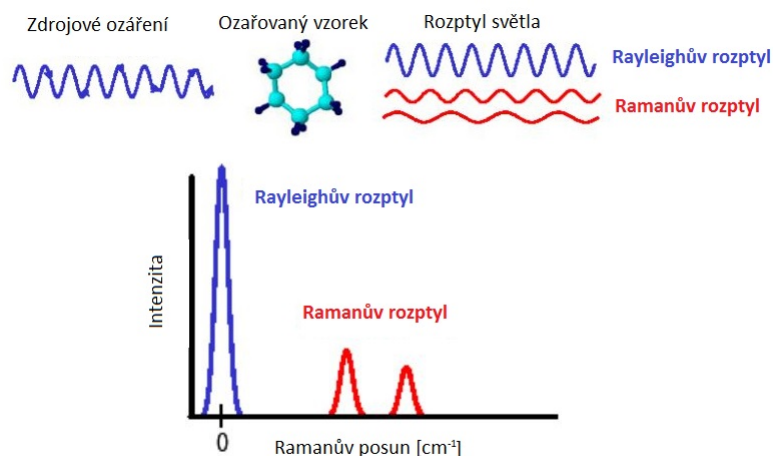 Zdrojové ozáření
Ozařovaný vzorek
Rozptyl světla
Rayleighův rozptyl
Ramanův rozptyl
Rayleighův rozptyl
Ramanův rozptyl
Intenzita
0
Ramanův posun [cm⁻¹]